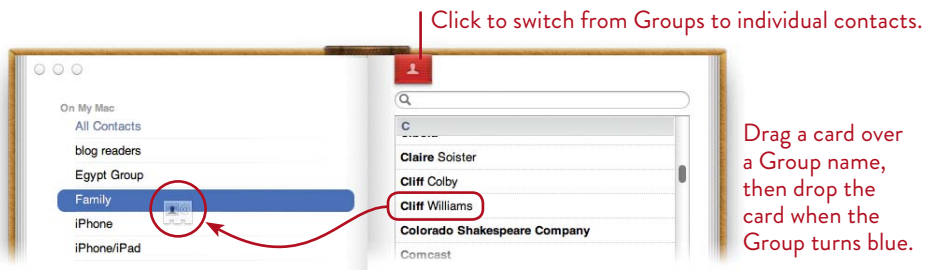 Click to switch from Groups to individual contacts.
On My Mac
All Contacts
blog readers
Egypt Group
Family
iPhone
iPhone/iPad
C
Claire Soister
Cliff Colby
Cliff Williams
Colorado Shakespeare Company
Comcast
Drag a card over
a Group name,
then drop the
card when the
Group turns blue.